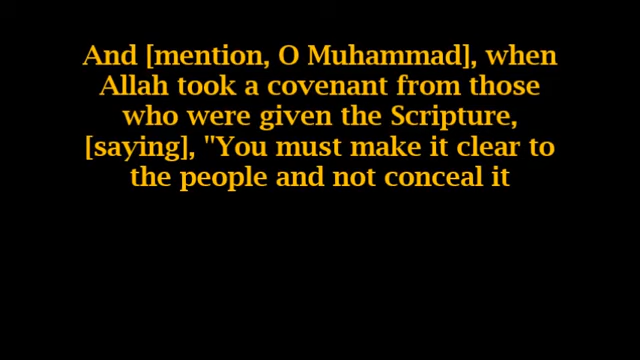 And [mention, O Muhammad], when
Allah took a covenant from those
who were given the Scripture,
[saying], "You must make it clear to
the people and not conceal it